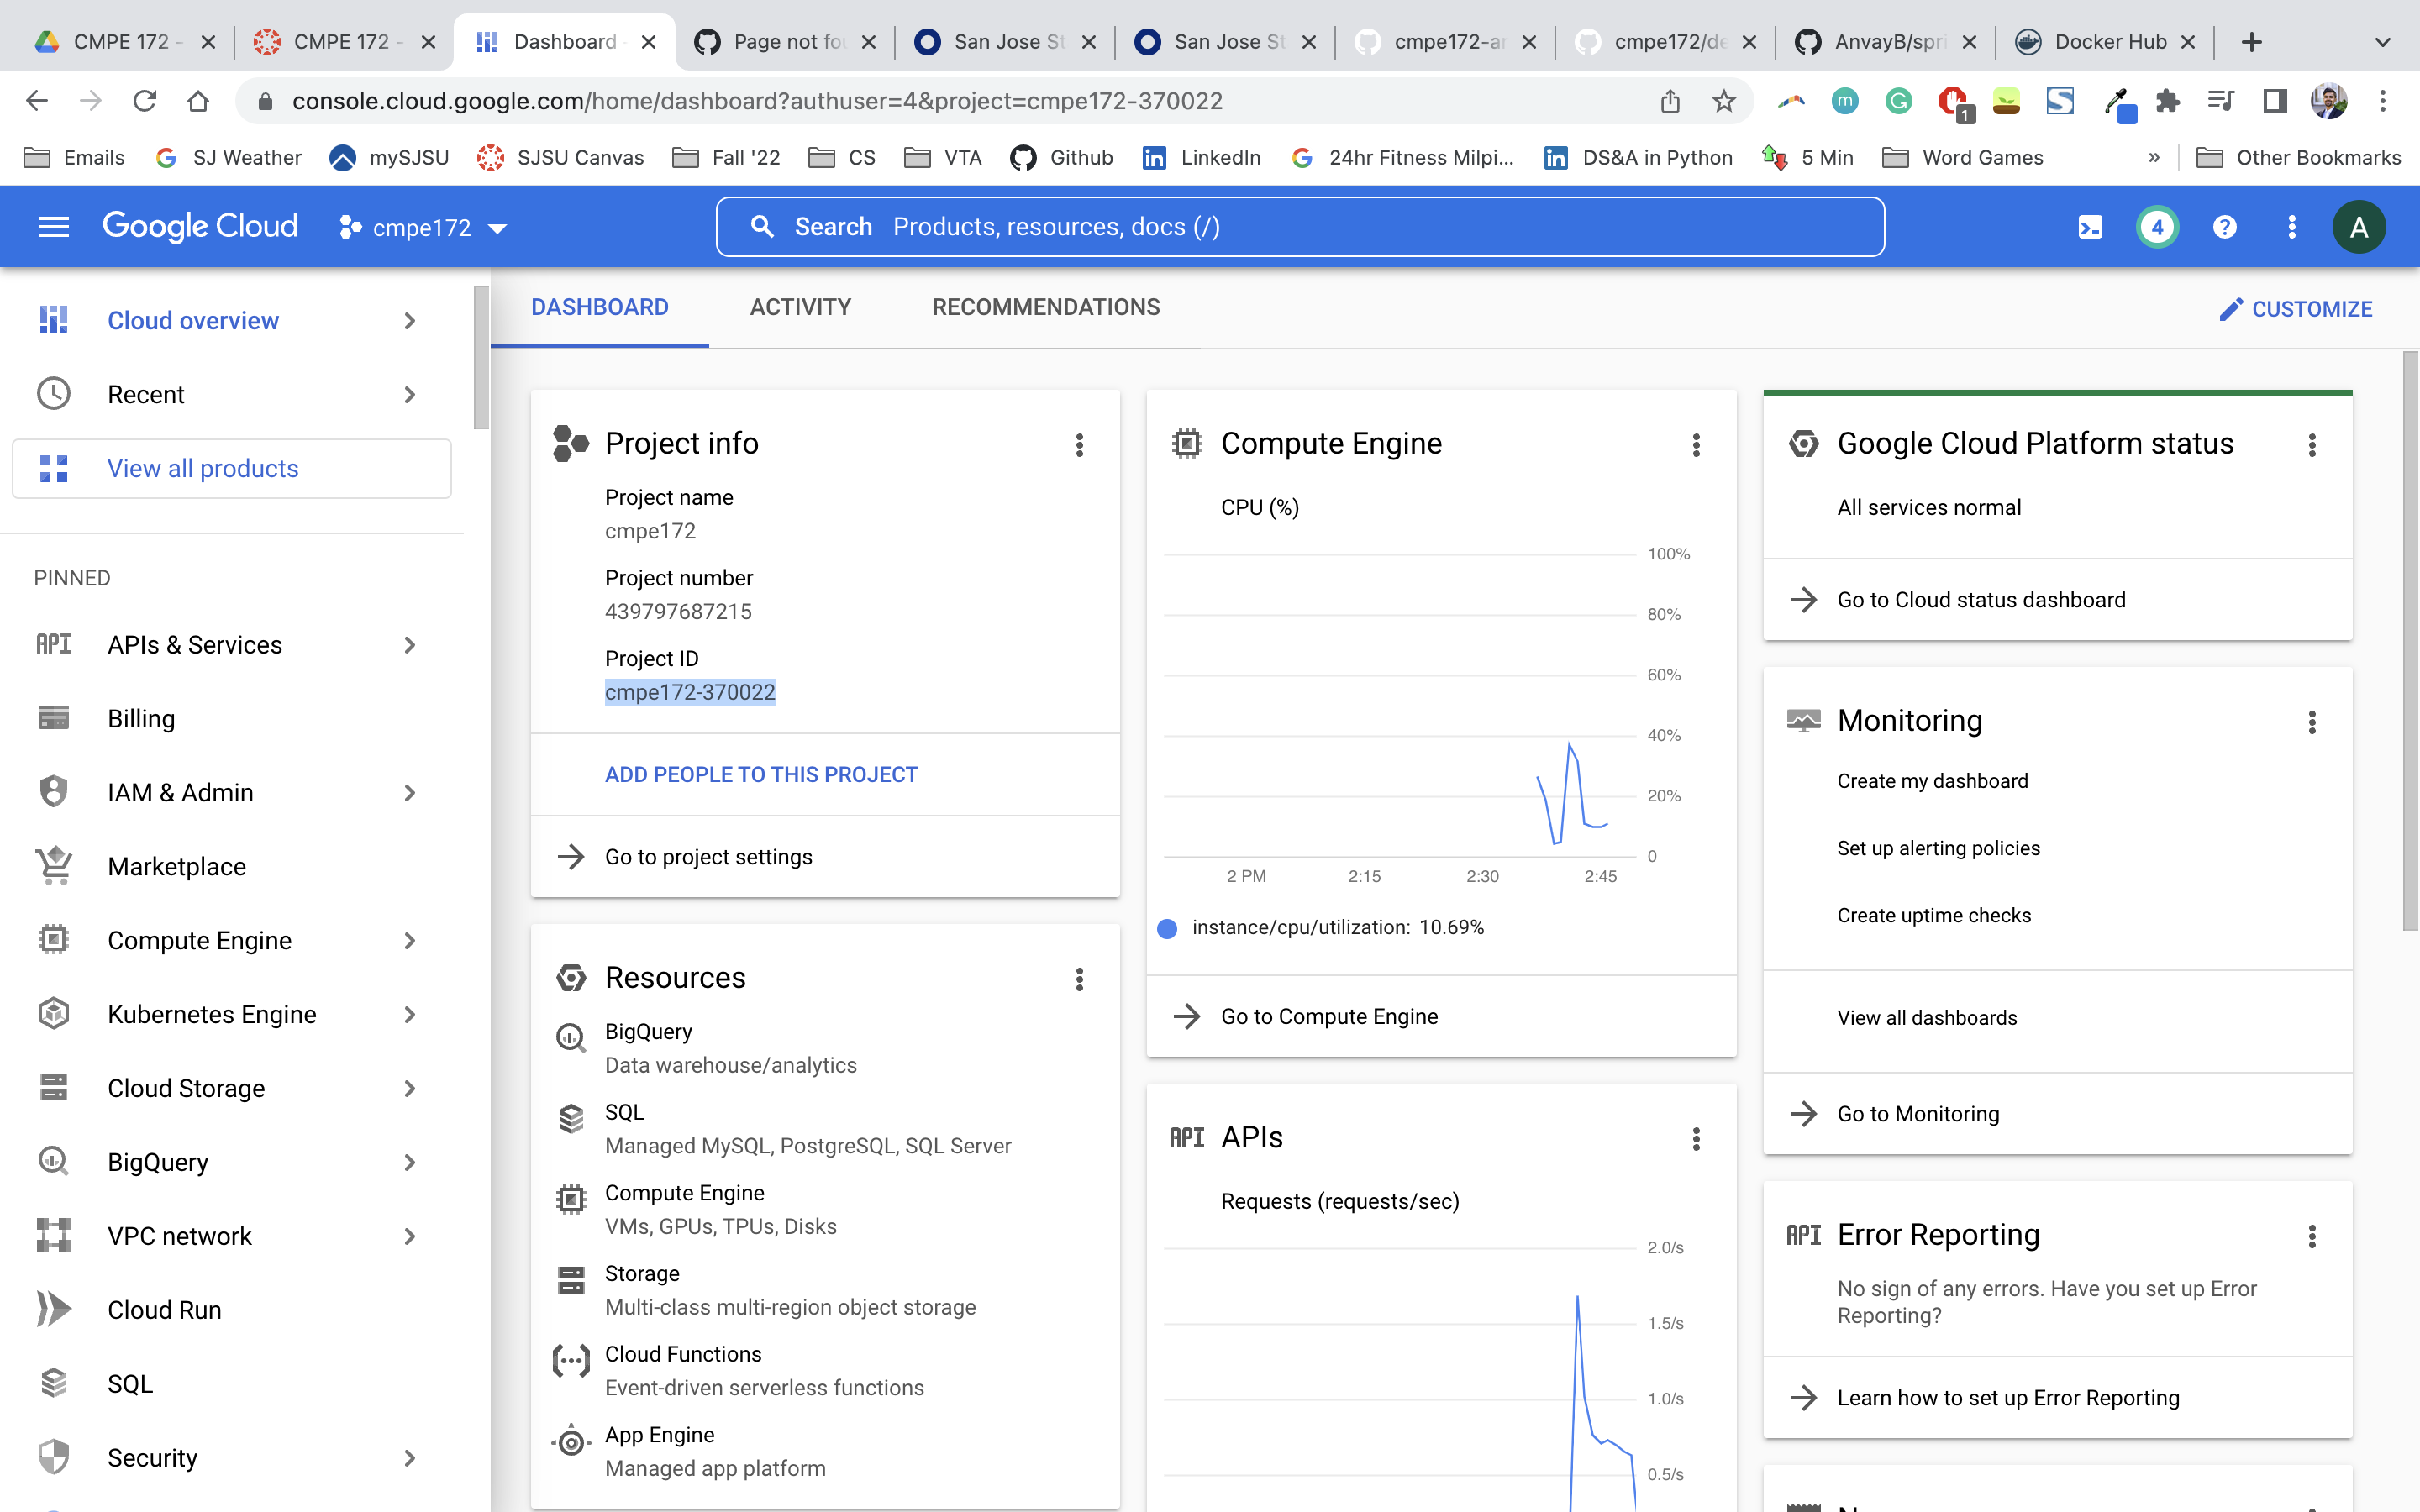 CMPE 172 -
CMPE 172 -
Dashboard
Page not fou
San Jose St
San Jose St
cmpe172-ar
cmpe172/de
AnvayB/spri
Docker Hub
console.cloud.google.com/home/dashboard?authuser=4&project=cmpe172-370022
1
Emails
SJ Weather
mySJSU
SJSU Canvas
Fall '22
CS
VTA
Github
LinkedIn
24hr Fitness Milpi...
DS&A in Python
5 Min
Word Games
»
Other Bookmarks
Google Cloud
cmpe172
Search Products, resources, docs (/)
4
?
A
Cloud overview
Recent
View all products
PINNED
API APIs & Services
Billing
IAM & Admin
Marketplace
Compute Engine
Kubernetes Engine
Cloud Storage
BigQuery
VPC network
Cloud Run
SQL
Security
DASHBOARD
ACTIVITY
RECOMMENDATIONS
CUSTOMIZE
Project info
Project name
cmpe172
Project number
439797687215
Project ID
cmpe172-370022
ADD PEOPLE TO THIS PROJECT
Go to project settings
Resources
BigQuery
Data warehouse/analytics
SQL
Managed MySQL, PostgreSQL, SQL Server
Compute Engine
VMs, GPUs, TPUs, Disks
Storage
Multi-class multi-region object storage
Cloud Functions
Event-driven serverless functions
App Engine
Managed app platform
Compute Engine
CPU (%)
100%
80%
60%
40%
20%
0
2 PM
2:15
2:30
2:45
instance/cpu/utilization: 10.69%
Go to Compute Engine
API APIs
Requests (requests/sec)
2.0/s
1.5/s
1.0/s
0.5/s
Google Cloud Platform status
All services normal
Go to Cloud status dashboard
Monitoring
Create my dashboard
Set up alerting policies
Create uptime checks
View all dashboards
Go to Monitoring
API Error Reporting
No sign of any errors. Have you set up Error
Reporting?
Learn how to set up Error Reporting